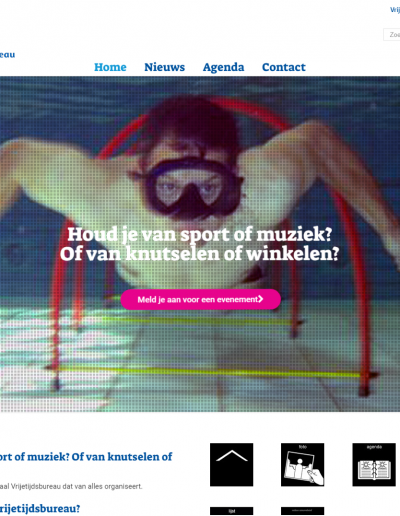 Vrij
Zoe
eau
Home Nieuws Agenda Contact
Houd je van sport of muziek?
Of van knutselen of winkelen?
Meld je aan voor een evenement
ort of muziek? Of van knutselen of
aal Vrijetijdsbureau dat van alles organiseert.
rijetijdsbureau?
foto
agenda
lijst